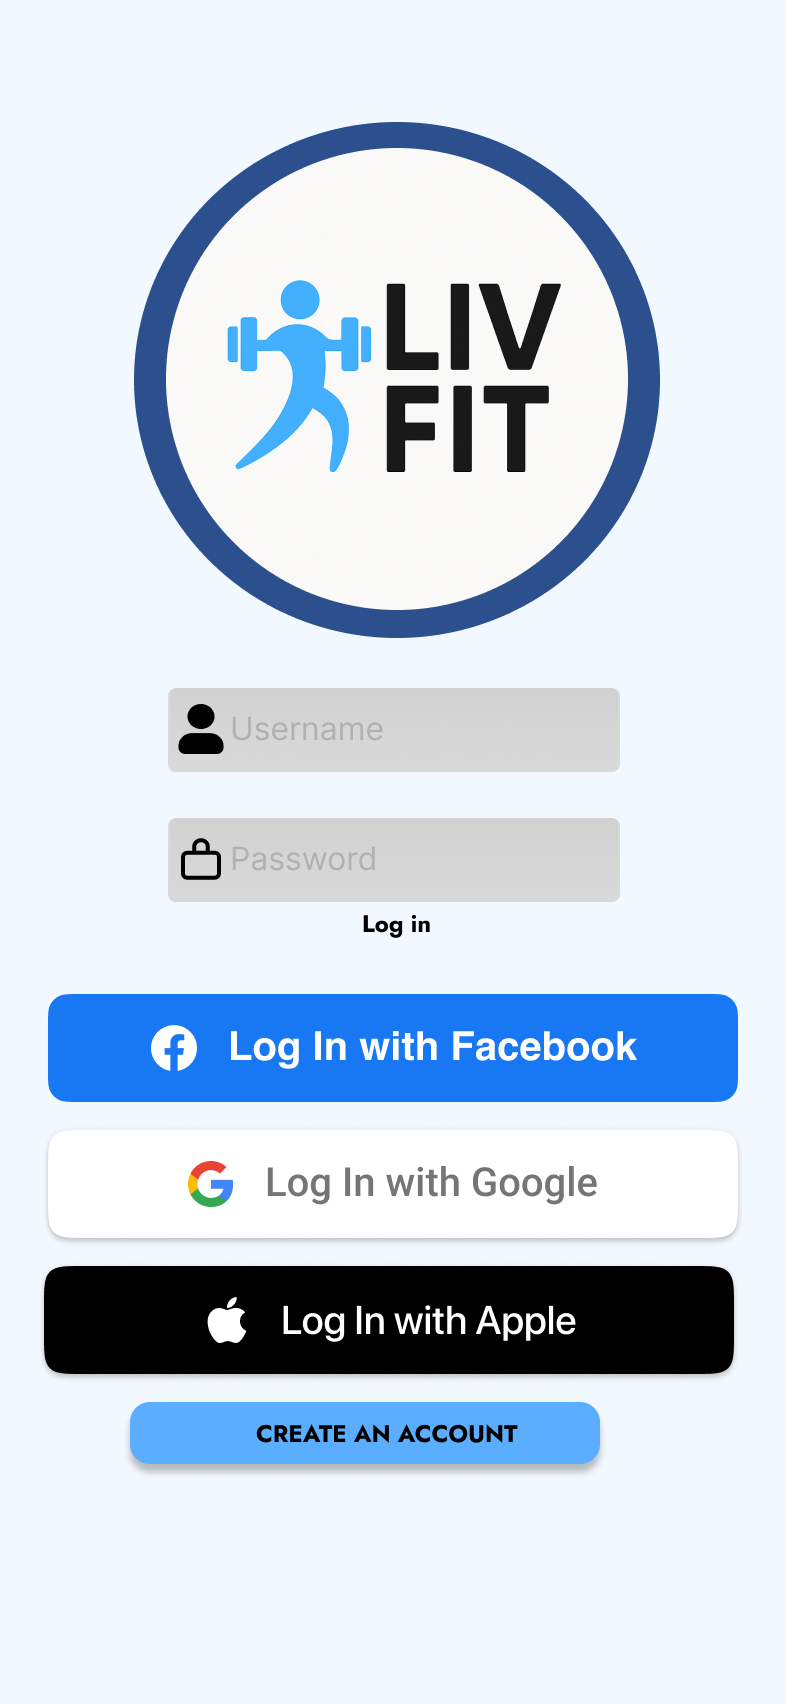 LIV
FIT
Username
Password
Log in
Log In with Facebook
Log In with Google
Log In with Apple
CREATE AN ACCOUNT